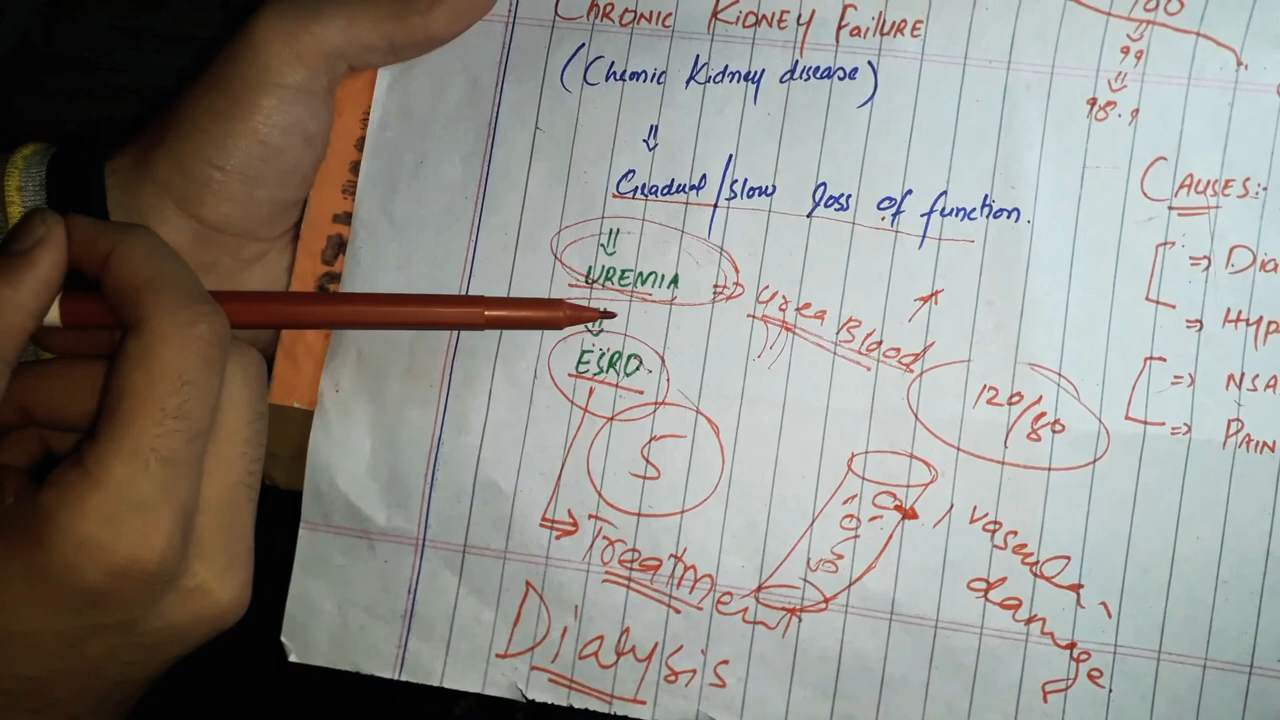 CHRONIC KIDNEY FAILURE
(Chronic Kidney disease)
⇓
Gradual/slow loss of function.
⇓
UREMIA ⇒ Urea Blood ↑
⇓
ESRD
5
⇒ Treatment
Dialysis
120/80
vascular
damage
100
⇓
99
⇓
98.9
CAUSES:-
⇒ Dia
⇒ HYP
⇒ NSA
⇒ PAIN